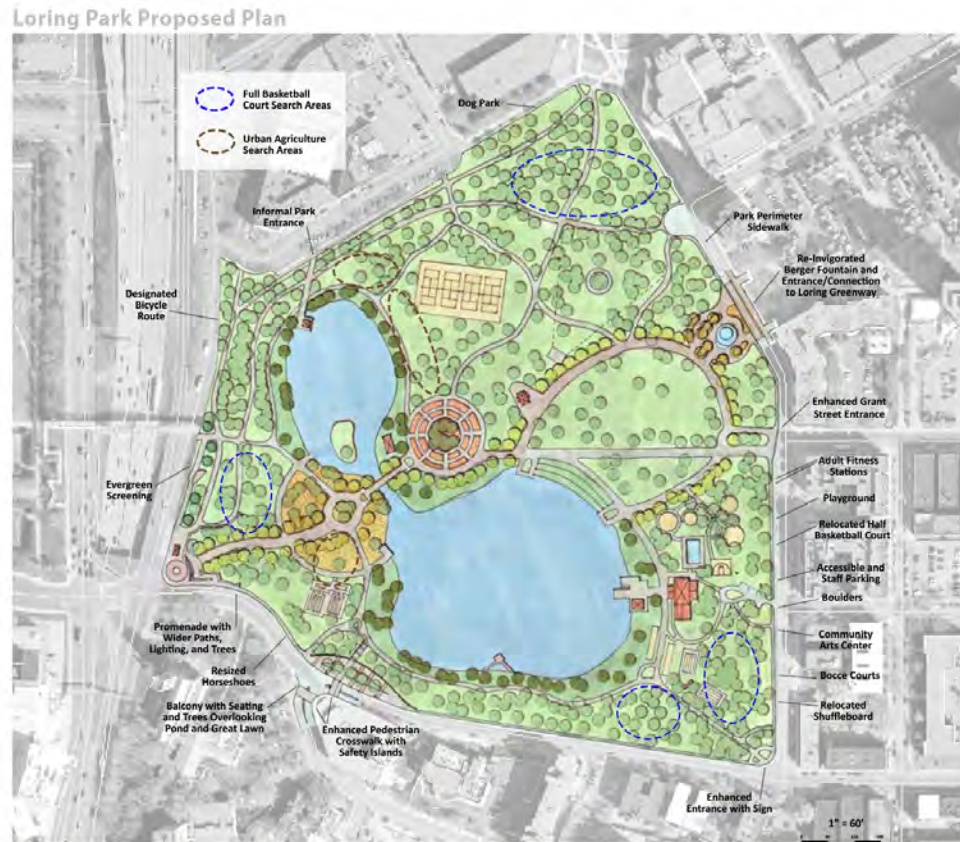 Loring Park Proposed Plan
Full Basketball
Court Search Areas
Urban Agriculture
Search Areas
Dog Park
Informal Park
Entrance
Park Perimeter
Sidewalk
Re-Invigorated
Berger Fountain and
Entrance/Connection
to Loring Greenway
Designated
Bicycle
Route
Enhanced Grant
Street Entrance
Evergreen
Screening
Adult Fitness
Stations
Playground
Relocated Half
Basketball Court
Accessible and
Staff Parking
Boulders
Community
Arts Center
Bocce Courts
Relocated
Shuffleboard
Promenade with
Wider Paths,
Lighting, and Trees
Resized
Horseshoes
Balcony with Seating
and Trees Overlooking
Pond and Great Lawn
Enhanced Pedestrian
Crosswalk with
Safety Islands
Enhanced
Entrance with Sign
1" = 60'